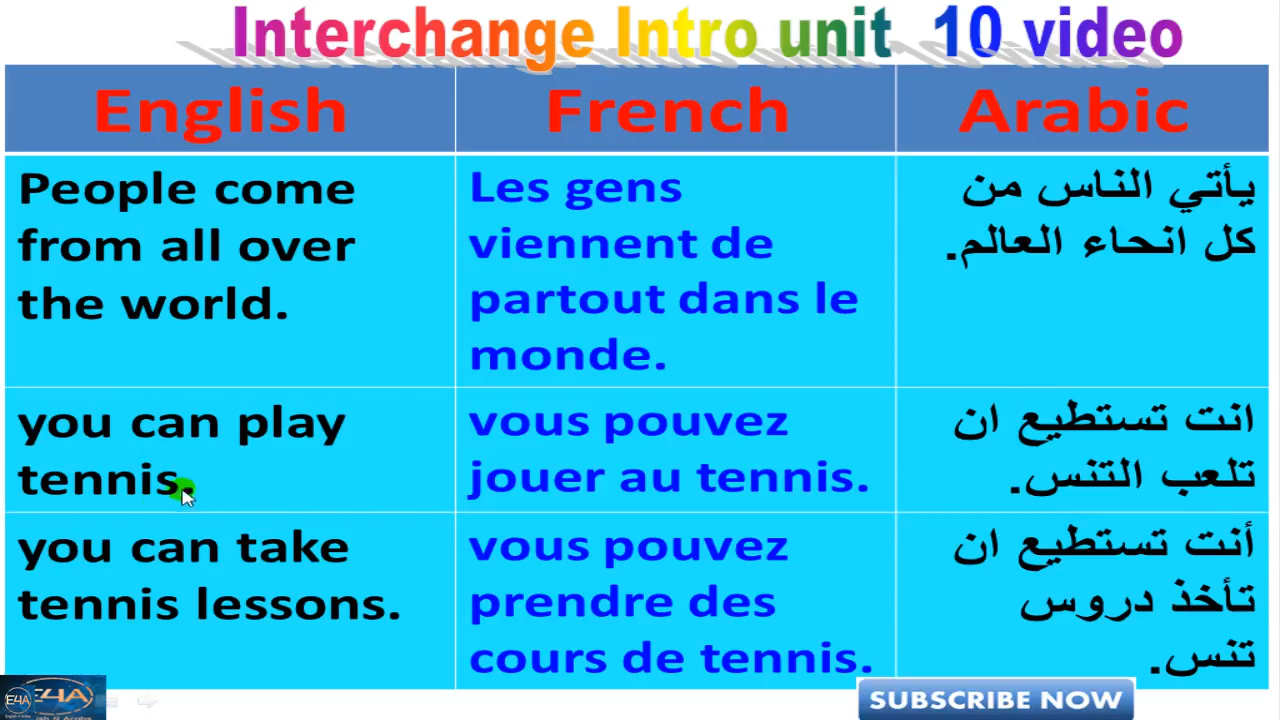 Interchange Intro unit 10 video
English
French
Arabic
People come
from all over
the world.
Les gens
viennent de
partout dans le
monde.
يأتي الناس من
كل انحاء العالم.
you can play
tennis.
vous pouvez
jouer au tennis.
انت تستطيع ان
تلعب التنس.
you can take
tennis lessons.
vous pouvez
prendre des
cours de tennis.
أنت تستطيع ان
تأخذ دروس
تنس.
E4A
E4A
SUBSCRIBE NOW